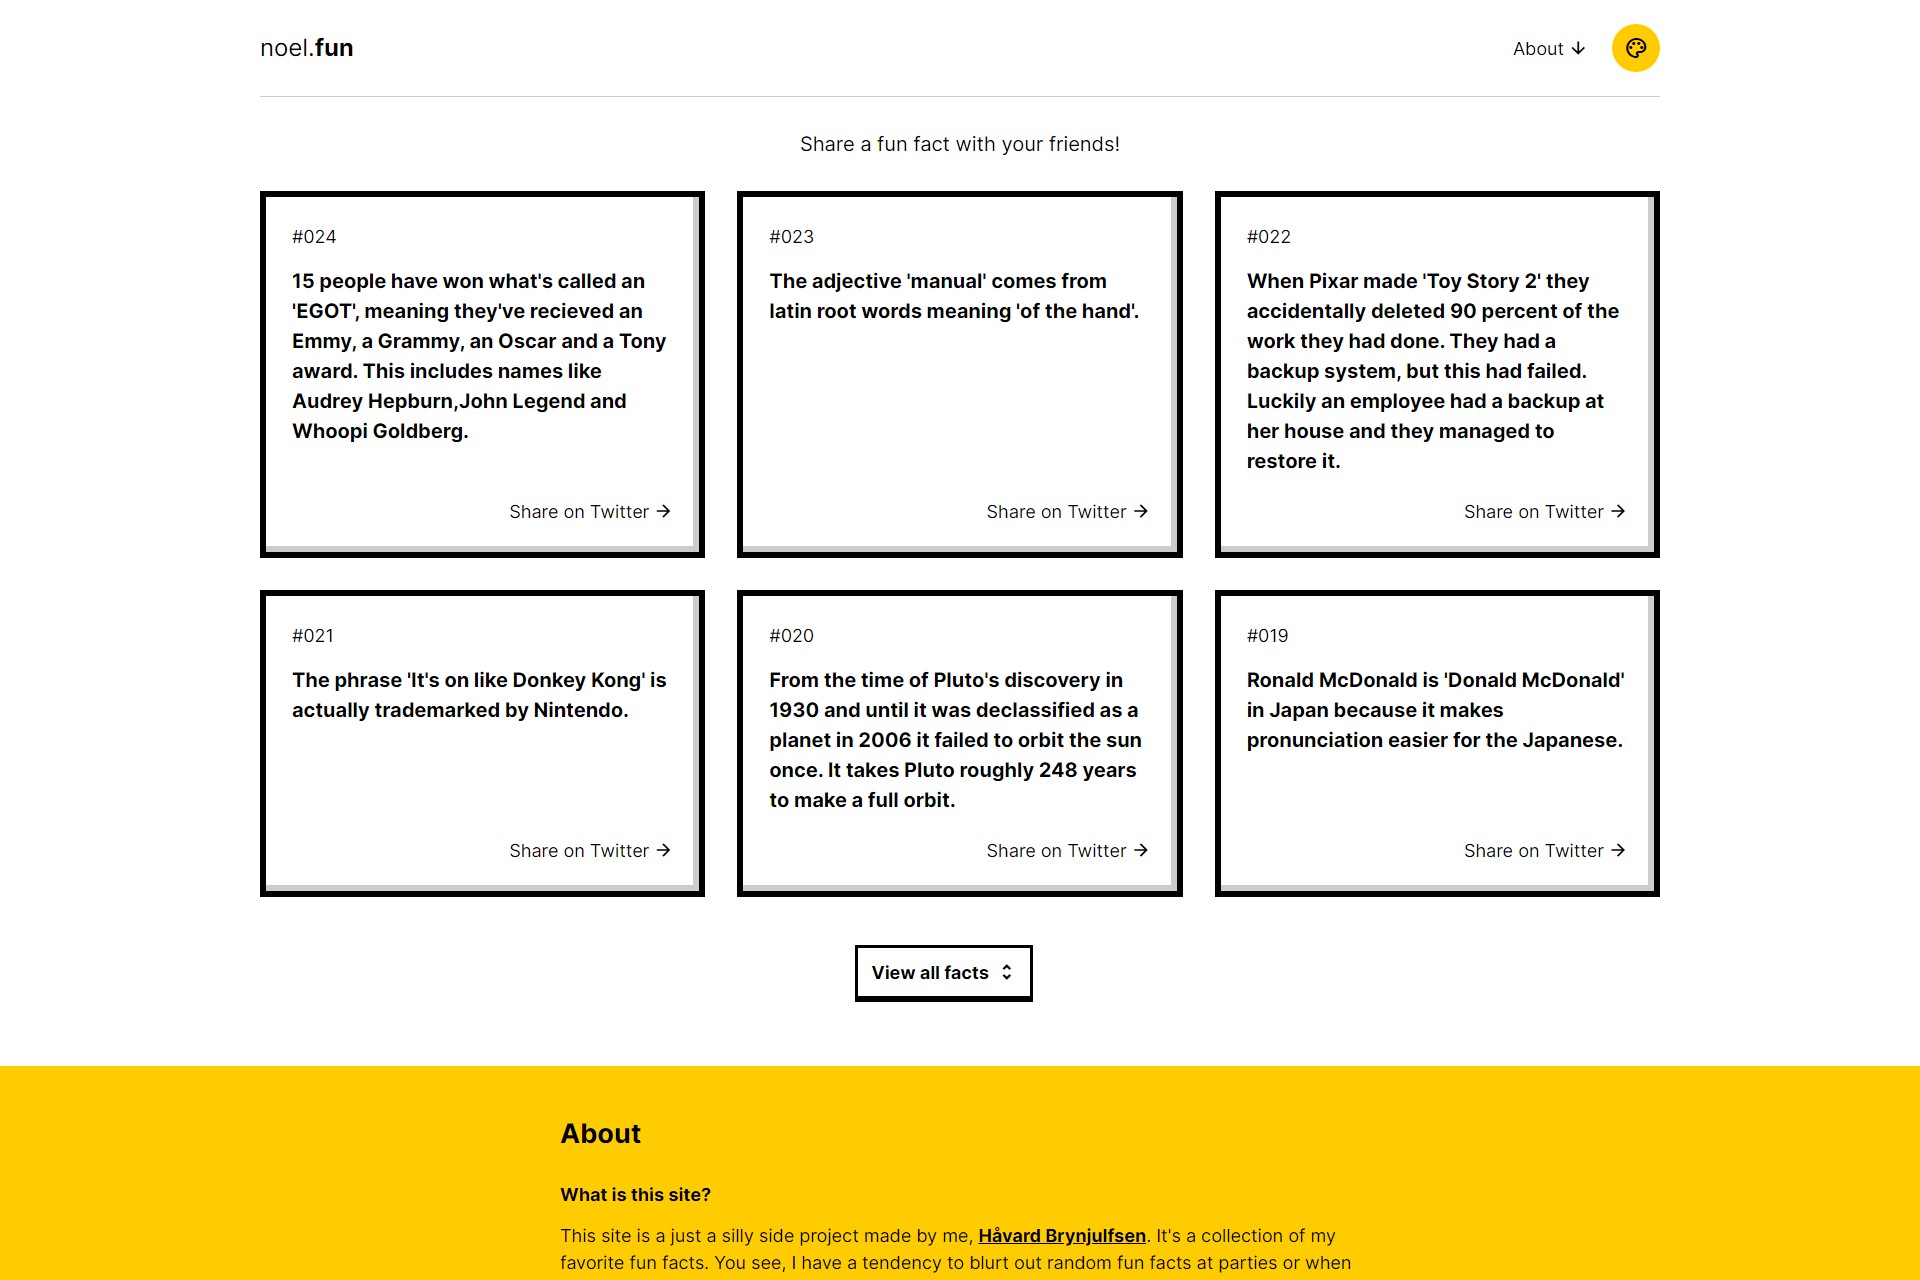 noel.fun
About
Share a fun fact with your friends!
#024
15 people have won what's called an
'EGOT', meaning they've recieved an
Emmy, a Grammy, an Oscar and a Tony
award. This includes names like
Audrey Hepburn,John Legend and
Whoopi Goldberg.
Share on Twitter →
#023
The adjective 'manual' comes from
latin root words meaning 'of the hand'.
Share on Twitter →
#022
When Pixar made 'Toy Story 2' they
accidentally deleted 90 percent of the
work they had done. They had a
backup system, but this had failed.
Luckily an employee had a backup at
her house and they managed to
restore it.
Share on Twitter →
#021
The phrase 'It's on like Donkey Kong' is
actually trademarked by Nintendo.
Share on Twitter →
#020
From the time of Pluto's discovery in
1930 and until it was declassified as a
planet in 2006 it failed to orbit the sun
once. It takes Pluto roughly 248 years
to make a full orbit.
Share on Twitter →
#019
Ronald McDonald is 'Donald McDonald'
in Japan because it makes
pronunciation easier for the Japanese.
Share on Twitter →
View all facts
About
What is this site?
This site is a just a silly side project made by me, Håvard Brynjulfsen. It's a collection of my
favorite fun facts. You see, I have a tendency to blurt out random fun facts at parties or when